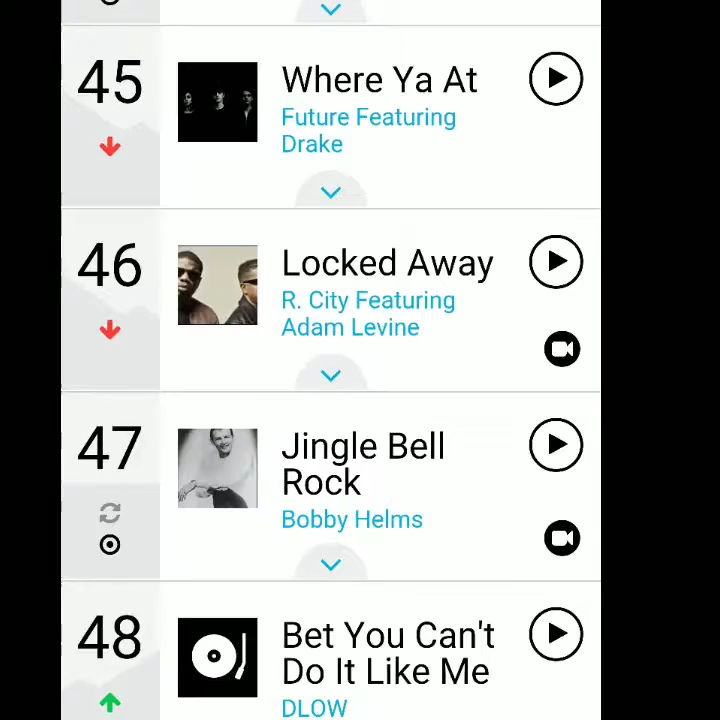 45
Where Ya At
Future Featuring
Drake
46
Locked Away
R. City Featuring
Adam Levine
47
Jingle Bell
Rock
Bobby Helms
48
Bet You Can't
Do It Like Me
DLOW